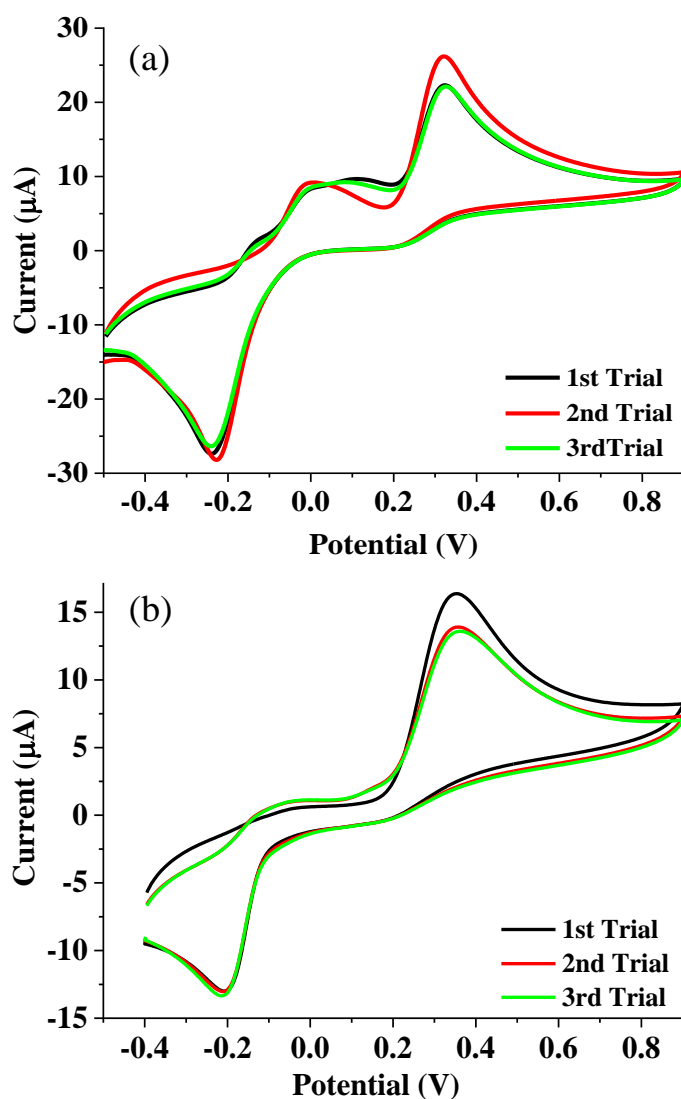 (a)
30
20
10
0
-10
-20
-30
Current (µA)
1st Trial
2nd Trial
3rdTrial
-0.4 -0.2 0.0 0.2 0.4 0.6 0.8
Potential (V)
(b)
15
10
5
0
-5
-10
-15
Current (µA)
1st Trial
2nd Trial
3rd Trial
-0.4 -0.2 0.0 0.2 0.4 0.6 0.8
Potential (V)